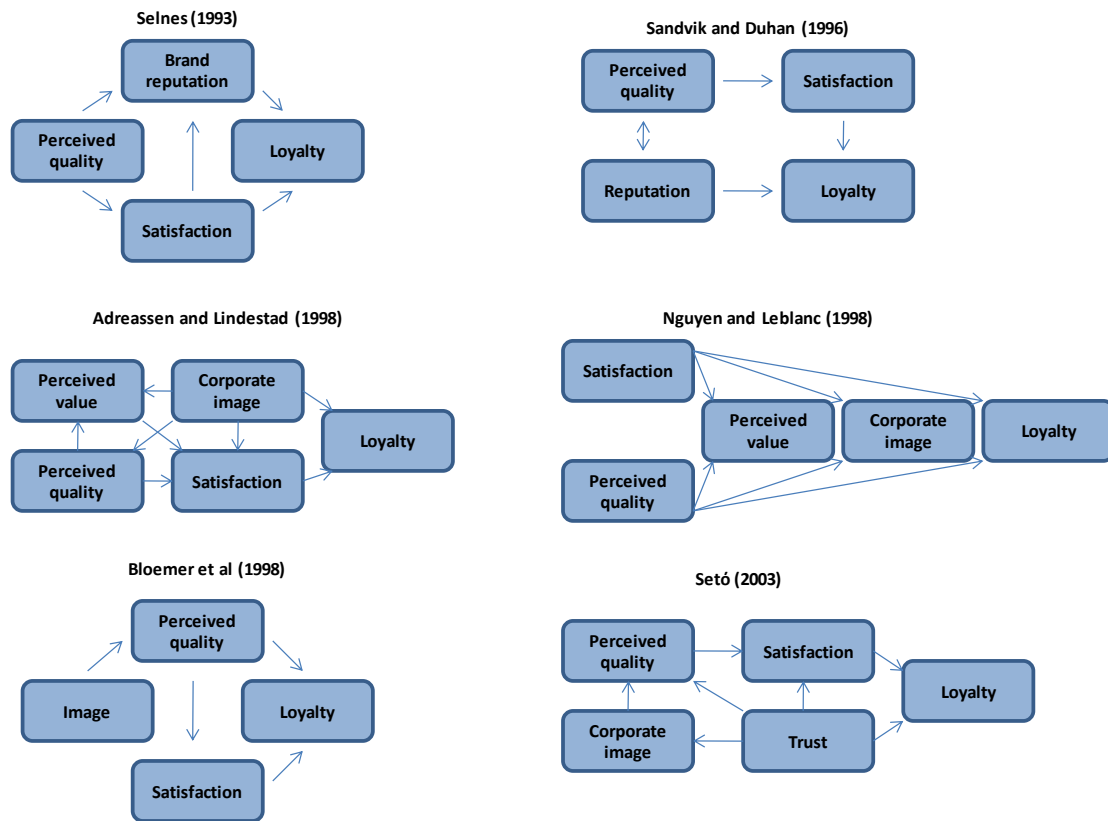 Selnes (1993)
Brand
reputation
Perceived
quality
Loyalty
Satisfaction
Sandvik and Duhan (1996)
Perceived
quality
Satisfaction
Reputation
Loyalty
Adreassen and Lindestad (1998)
Perceived
value
Corporate
image
Loyalty
Perceived
quality
Satisfaction
Nguyen and Leblanc (1998)
Satisfaction
Perceived
value
Corporate
image
Loyalty
Perceived
quality
Bloemer et al (1998)
Perceived
quality
Image
Loyalty
Satisfaction
Setó (2003)
Perceived
quality
Satisfaction
Loyalty
Corporate
image
Trust